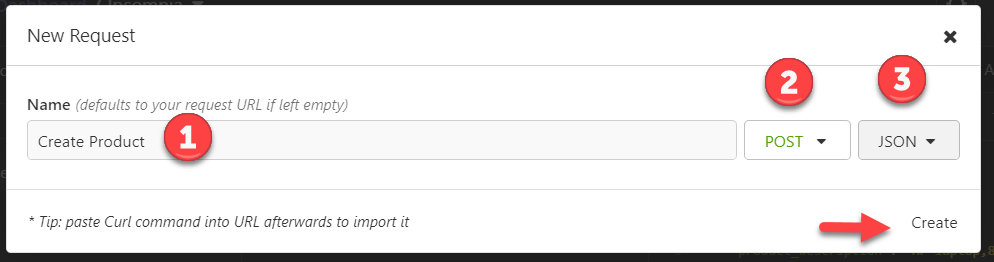 Insomnia
New Request
Name (defaults to your request URL if left empty)
1
2
3
Create Product
POST
JSON
* Tip: paste Curl command into URL afterwards to import it
Create